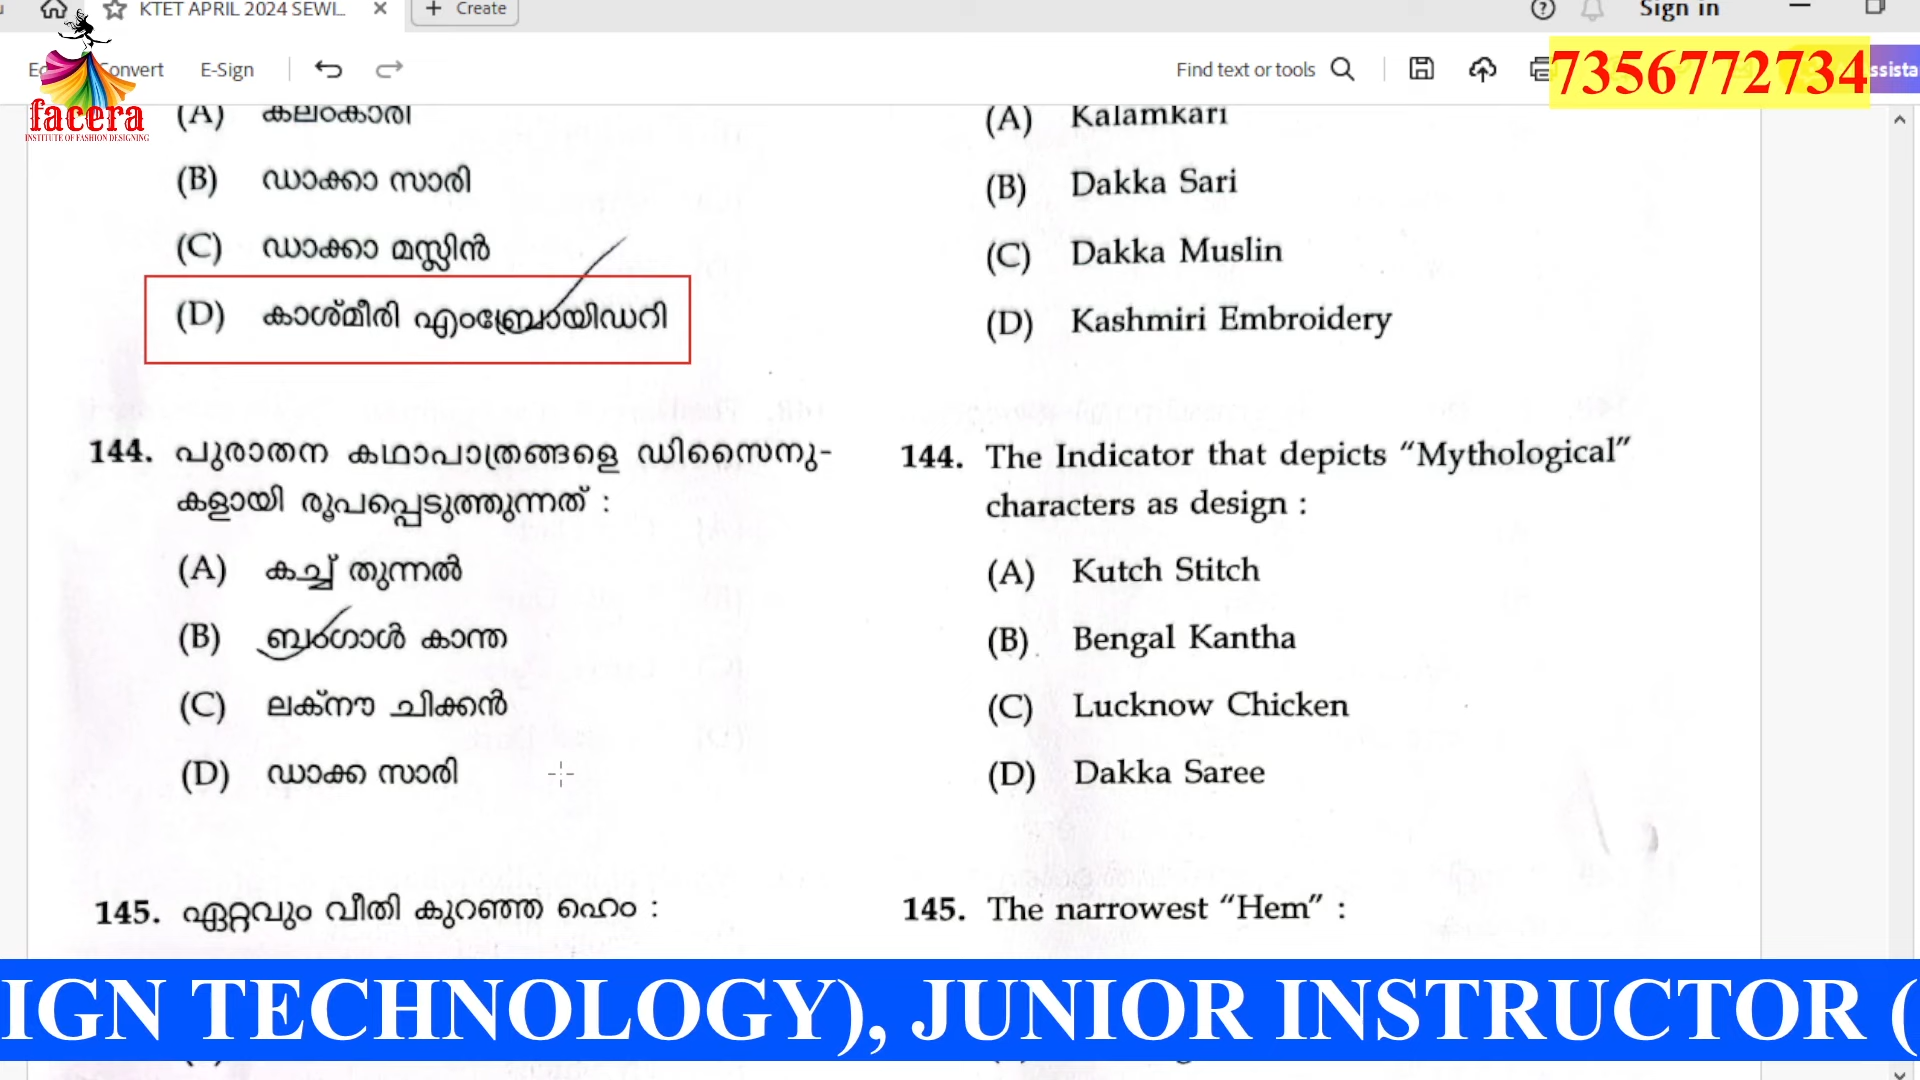 KTET APRIL 2024 SEWI...
Create
Sign in
Convert
E-Sign
Find text or tools
7356772734
facera
INSTITUTE OF FASHION DESIGNING
(A) കലംകാരി
(B) ഡാക്കാ സാരി
(C) ഡാക്കാ മസ്ലിൻ
(D) കാശ്മീരി എംബ്രോയിഡറി
144. പുരാതന കഥാപാത്രങ്ങളെ ഡിസൈനു-
കളായി രൂപപ്പെടുത്തുന്നത് :
(A) കച്ച് തുന്നൽ
(B) ബംഗാൾ കാന്ത
(C) ലക്നൗ ചിക്കൻ
(D) ഡാക്ക സാരി
145. ഏറ്റവും വീതി കുറഞ്ഞ ഹെം :
(A) Kalamkari
(B) Dakka Sari
(C) Dakka Muslin
(D) Kashmiri Embroidery
144. The Indicator that depicts “Mythological”
characters as design :
(A) Kutch Stitch
(B) Bengal Kantha
(C) Lucknow Chicken
(D) Dakka Saree
145. The narrowest “Hem” :
IGN TECHNOLOGY), JUNIOR INSTRUCTOR (